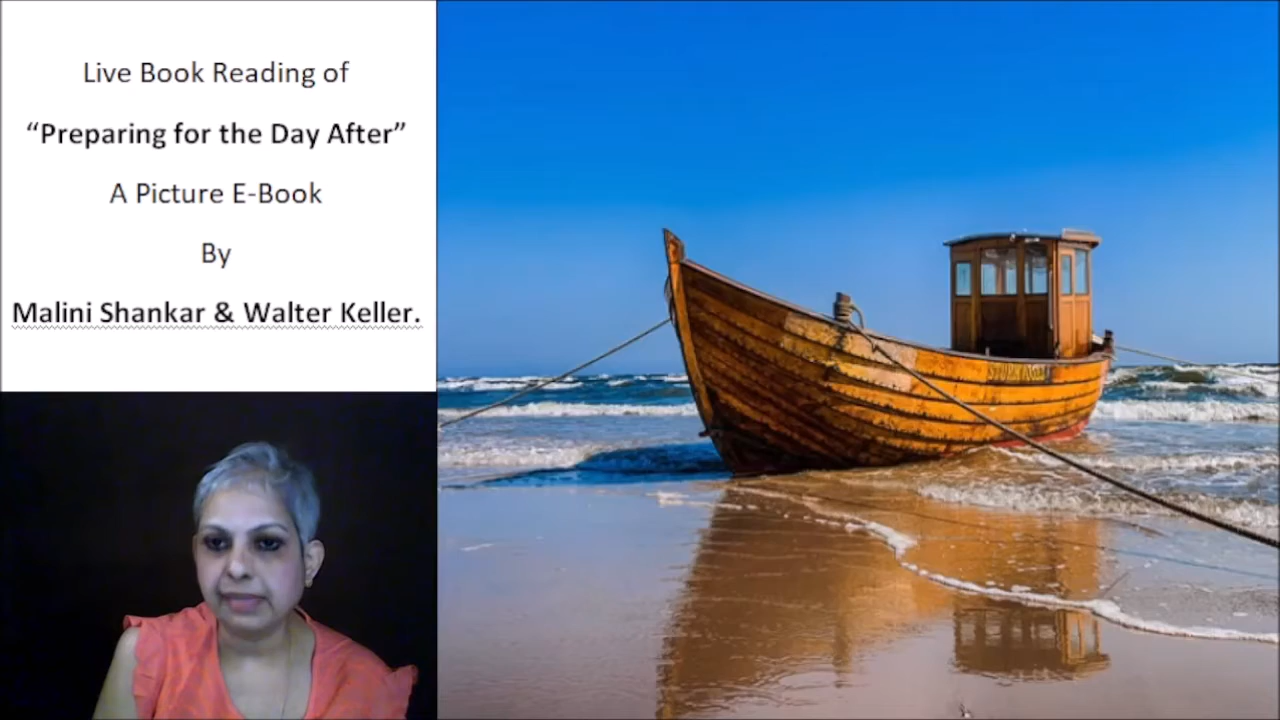 Live Book Reading of
“Preparing for the Day After”
A Picture E-Book
By
Malini Shankar & Walter Keller.